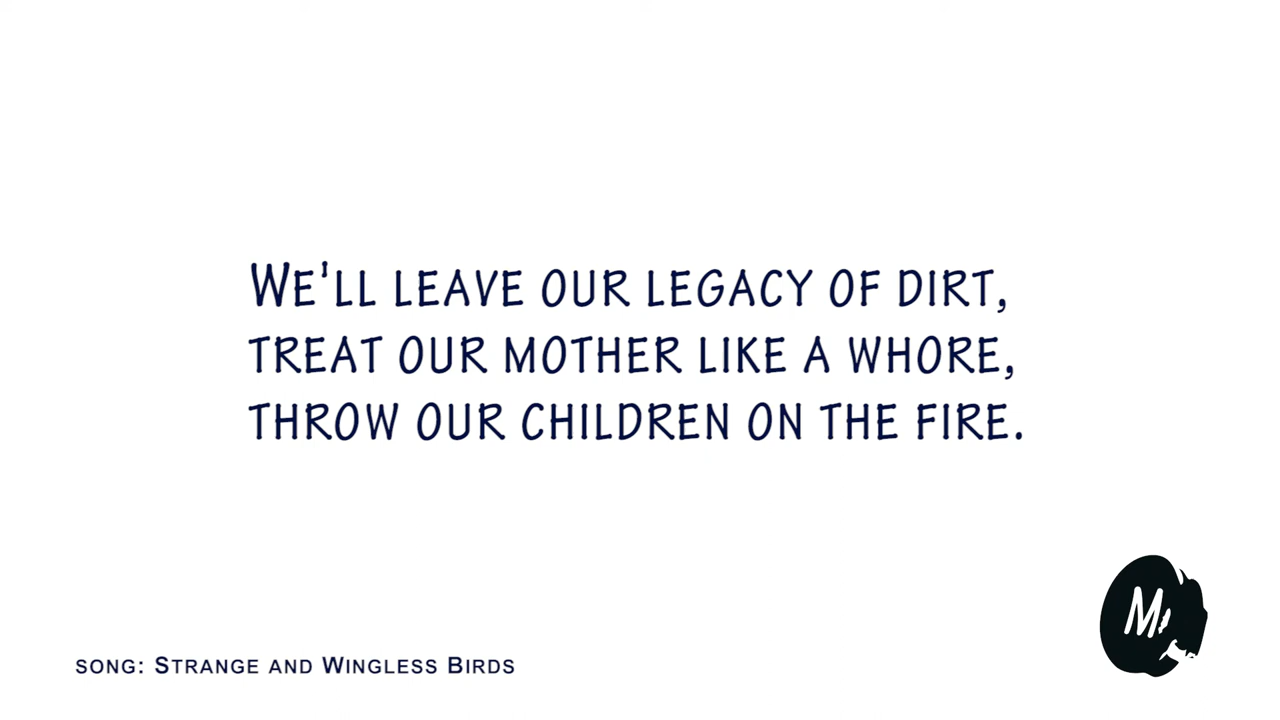 We'll leave our legacy of dirt,
treat our mother like a whore,
throw our children on the fire.
M
song: Strange and Wingless Birds